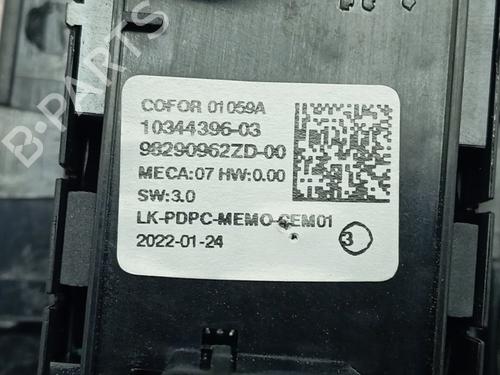 COFOR 01059A
10344396-03
98290962ZD-00
MECA:07 HW:0.00
SW:3.0
LK-PDPC-MEMO-CEM01
2022-01-24
3
B-PARTS